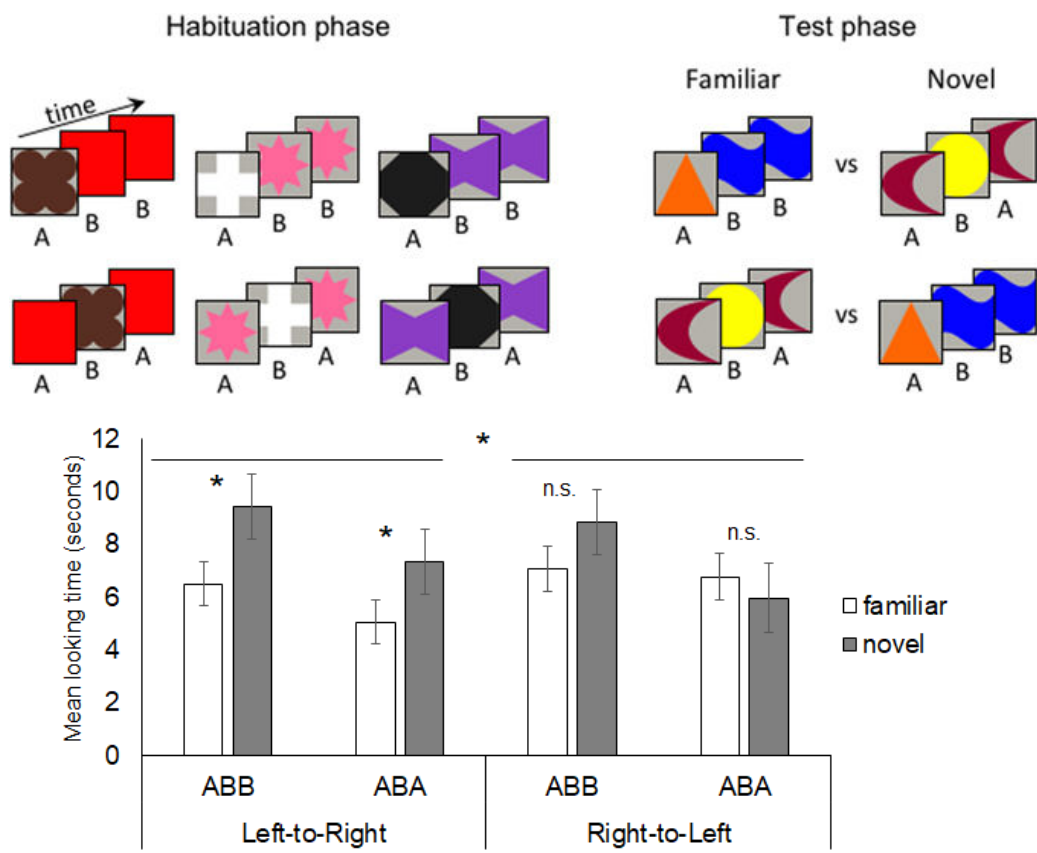 Habituation phase
Test phase
Familiar
Novel
time
A B B
A B B
A B B
A B B
vs
A B A
A B A
A B A
A B A
A B A
vs
A B B
Mean looking time (seconds)
12
10
8
6
4
2
0
*
*
*
n.s.
n.s.
familiar
novel
ABB ABA ABB ABA
Left-to-Right Right-to-Left